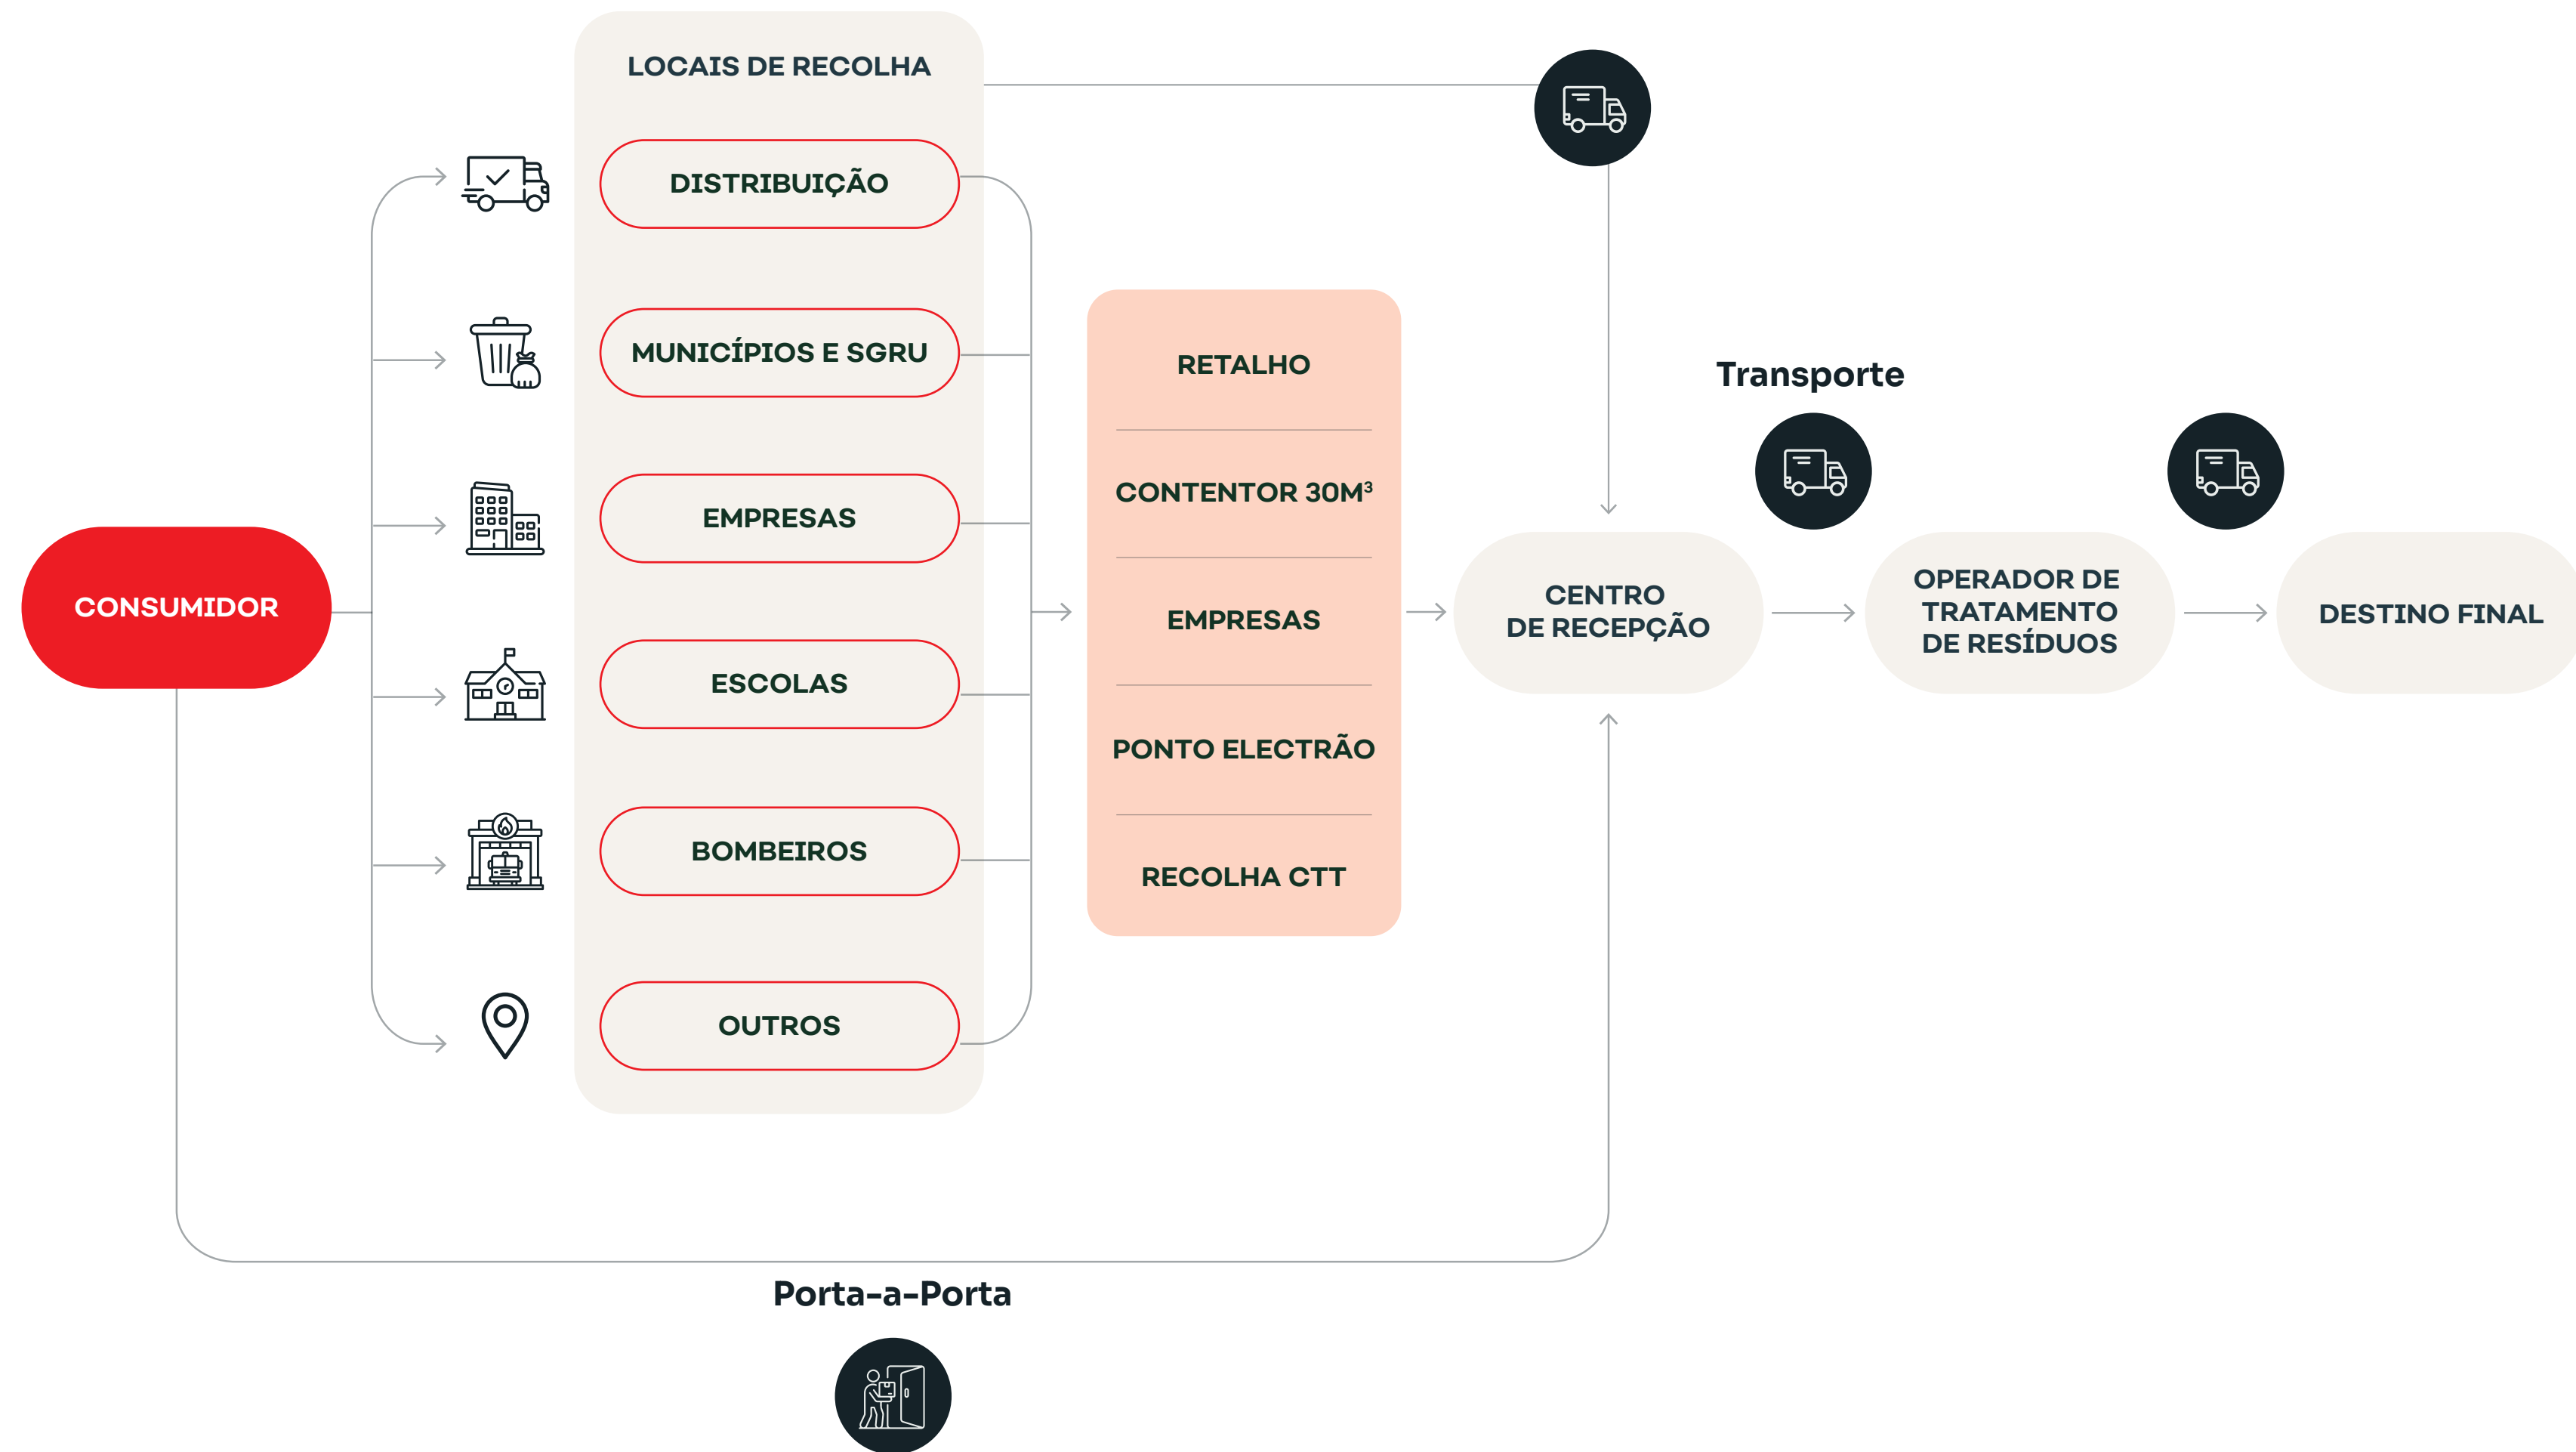 LOCAIS DE RECOLHA
DISTRIBUIÇÃO
MUNICÍPIOS E SGRU
EMPRESAS
ESCOLAS
BOMBEIROS
OUTROS
CONSUMIDOR
RETALHO
CONTENTOR 30M³
EMPRESAS
PONTO ELECTRÃO
RECOLHA CTT
Transporte
CENTRO
DE RECEPÇÃO
OPERADOR DE
TRATAMENTO
DE RESÍDUOS
DESTINO FINAL
Porta-a-Porta